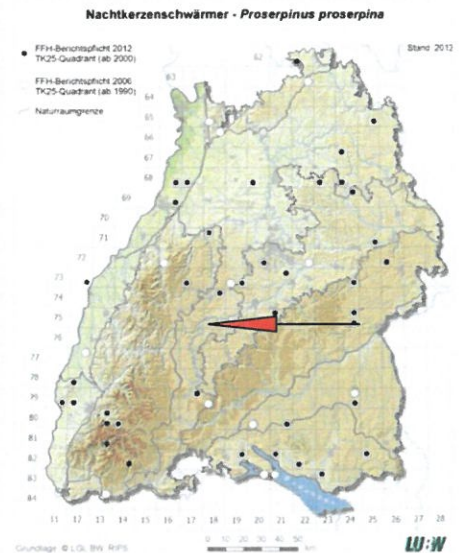 Nachtkerzenschwärmer - Proserpinus proserpina
FFH-Berichtspflicht 2012
TK25-Quadrant (ab 2000)
Stand 2012
FFH-Berichtspflicht 2006
TK25-Quadrant (ab 1990)
Naturraumgrenze
62
63
64
65
66
67
68
69
70
71
72
73
74
75
76
77
78
79
80
81
82
83
84
11 12 13 14 15 16 17 18 19 20 21 22 23 24 25 26 27 28
Grundlage © LGL BW RIPS
0 10 20 30 40 50
km
LU:W